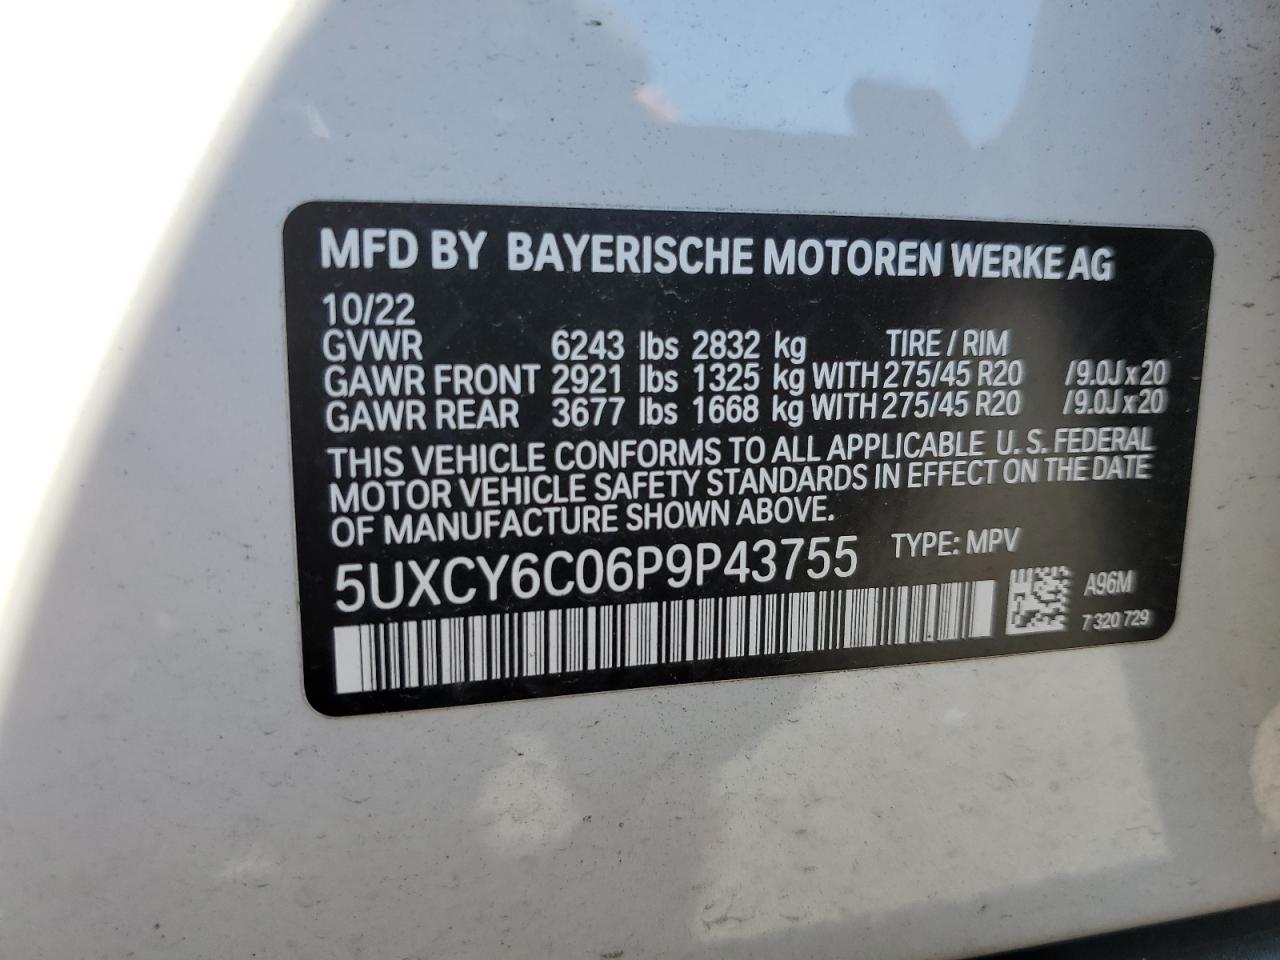 MFD BY BAYERISCHE MOTOREN WERKE AG
10/22
GVWR 6243 lbs 2832 kg TIRE / RIM
GAWR FRONT 2921 lbs 1325 kg WITH 275/45 R20 /9.0J x 20
GAWR REAR 3677 lbs 1668 kg WITH 275/45 R20 /9.0J x 20
THIS VEHICLE CONFORMS TO ALL APPLICABLE U.S. FEDERAL
MOTOR VEHICLE SAFETY STANDARDS IN EFFECT ON THE DATE
OF MANUFACTURE SHOWN ABOVE.
5UXCY6C06P9P43755 TYPE: MPV
A96M
7 320 729